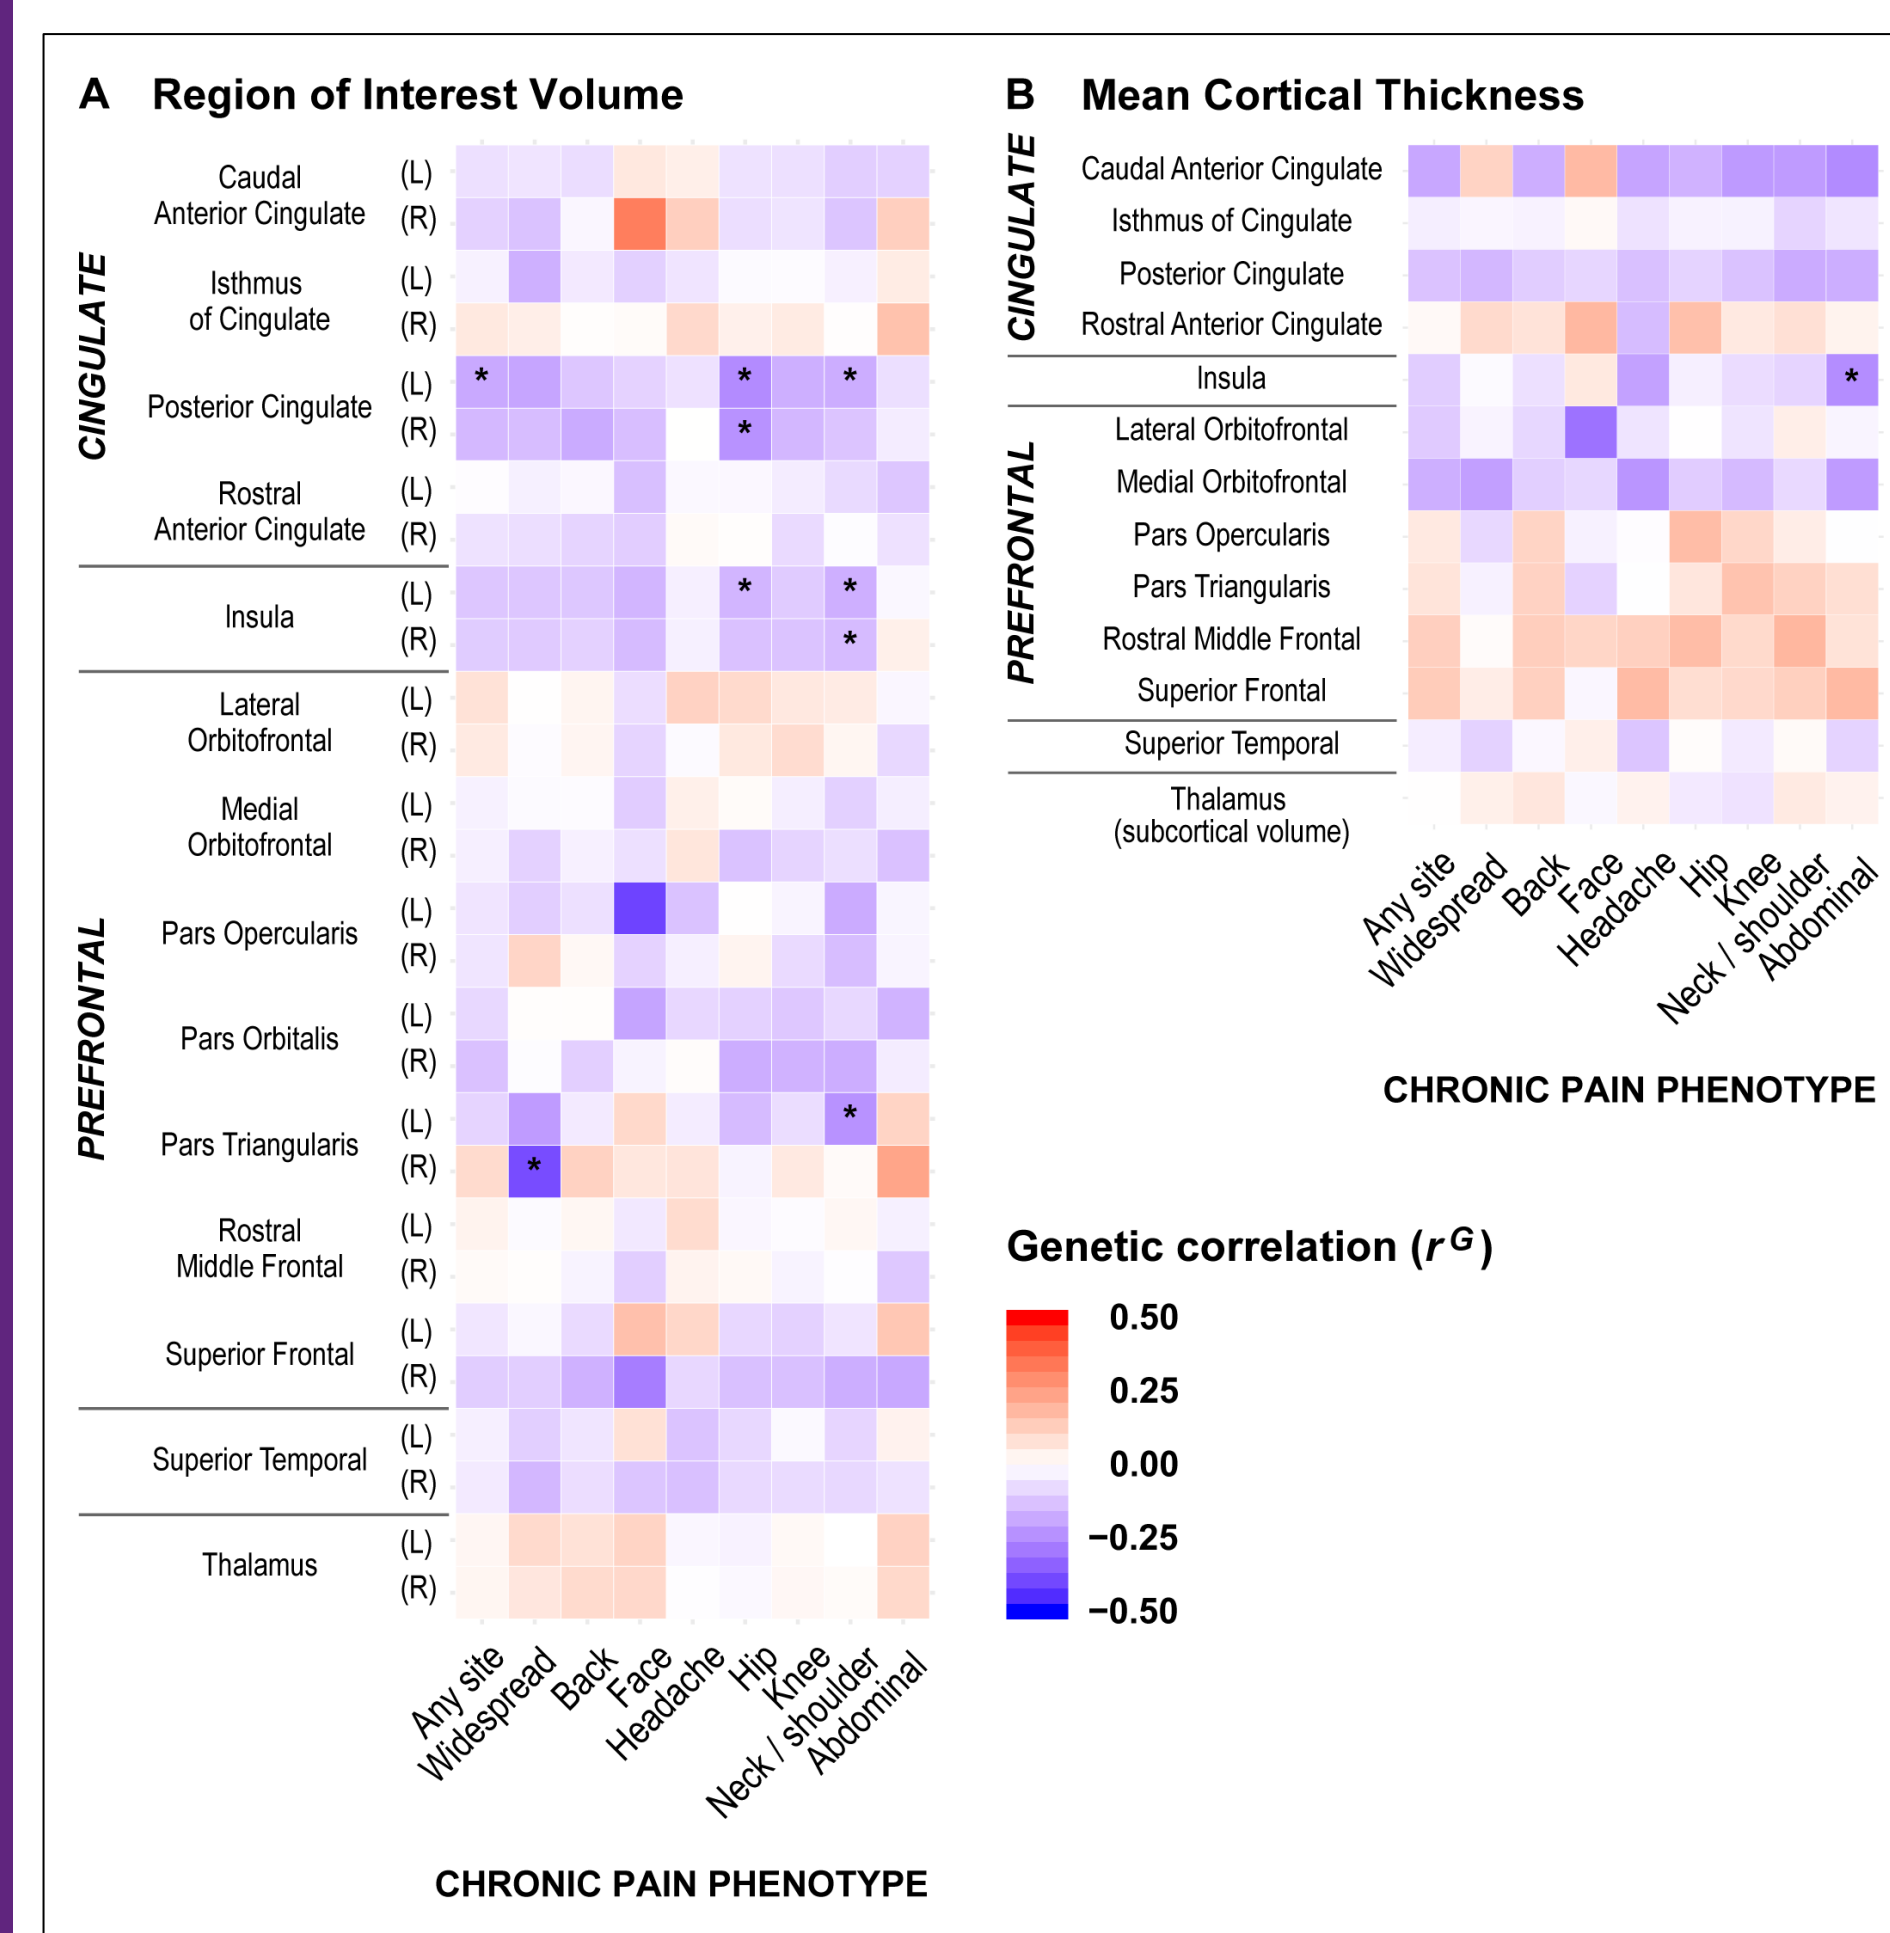 A Region of Interest Volume
CINGULATE
Caudal
Anterior Cingulate
(L)
(R)
Isthmus
of Cingulate
(L)
(R)
Posterior Cingulate
(L)
(R)
* * *
*
Rostral
Anterior Cingulate
(L)
(R)
Insula
(L)
(R)
* *
*
PREFRONTAL
Lateral
Orbitofrontal
(L)
(R)
Medial
Orbitofrontal
(L)
(R)
Pars Opercularis
(L)
(R)
Pars Orbitalis
(L)
(R)
Pars Triangularis
(L)
(R)
*
*
Rostral
Middle Frontal
(L)
(R)
Superior Frontal
(L)
(R)
Superior Temporal
(L)
(R)
Thalamus
(L)
(R)
Any site
Widespread
Back
Face
Headache
Hip
Knee
Neck / shoulder
Abdominal
CHRONIC PAIN PHENOTYPE
B Mean Cortical Thickness
CINGULATE
Caudal Anterior Cingulate
Isthmus of Cingulate
Posterior Cingulate
Rostral Anterior Cingulate
Insula
*
PREFRONTAL
Lateral Orbitofrontal
Medial Orbitofrontal
Pars Opercularis
Pars Triangularis
Rostral Middle Frontal
Superior Frontal
Superior Temporal
Thalamus
(subcortical volume)
Any site
Widespread
Back
Face
Headache
Hip
Knee
Neck / shoulder
Abdominal
CHRONIC PAIN PHENOTYPE
Genetic correlation (r G)
0.50
0.25
0.00
−0.25
−0.50